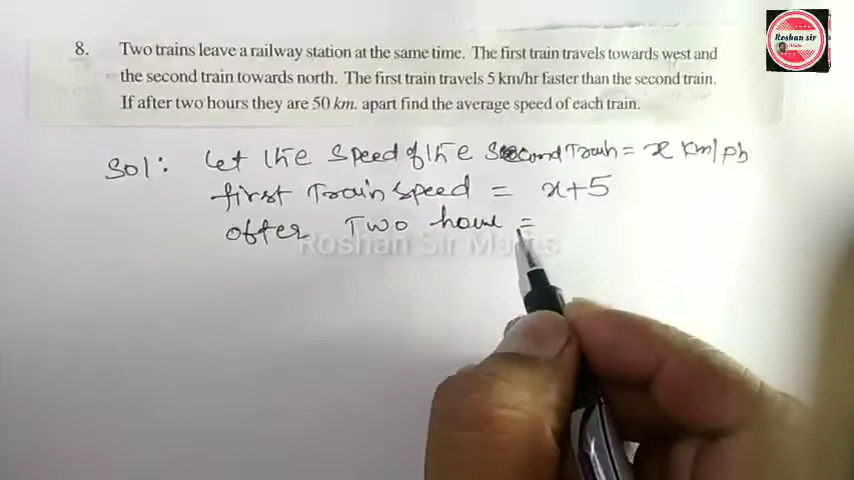 Roshan sir
Maths
8. Two trains leave a railway station at the same time. The first train travels towards west and
the second train towards north. The first train travels 5 km/hr faster than the second train.
If after two hours they are 50 km. apart find the average speed of each train.
Sol: let the speed of the second Train = x km/ph
first Train speed = x+5
after Two hour =
Roshan Sir Maths